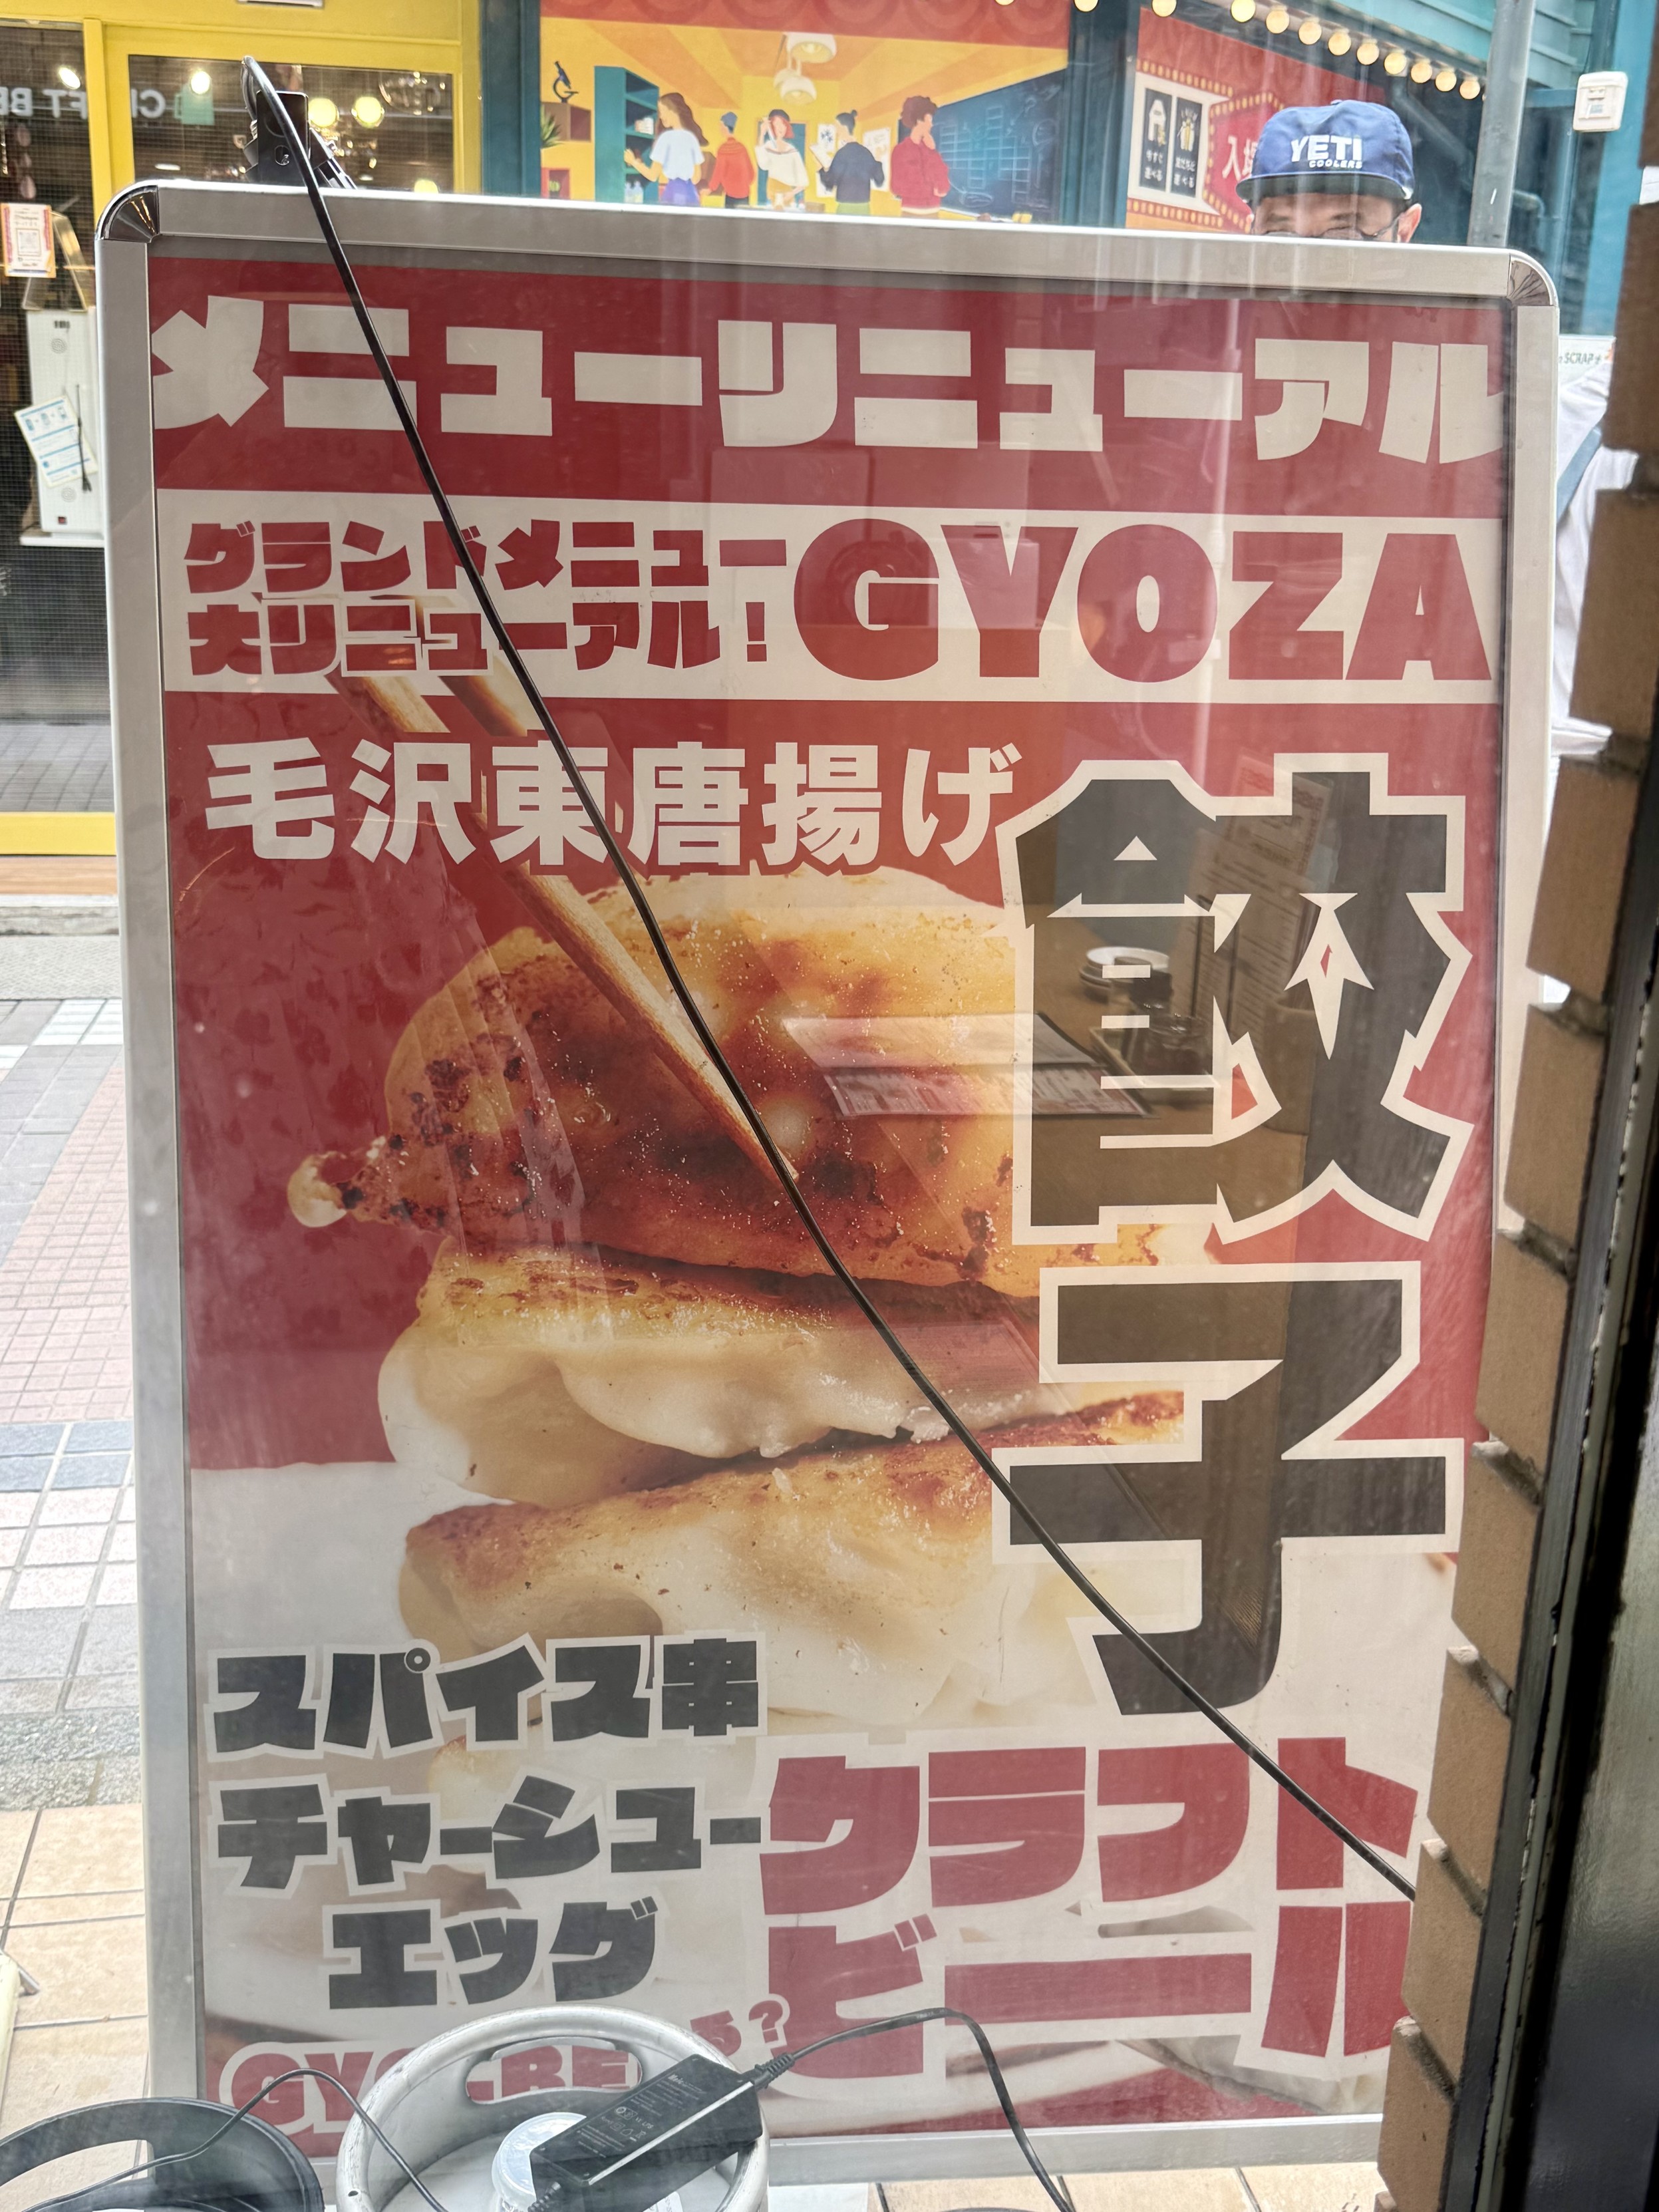 YETI
COOLERS
メニューリニューアル
グランドメニュー
大リニューアル!
GYOZA
毛沢東唐揚げ
餃子
スパイス串
チャーシュー
エッグ
クラフト
ビール